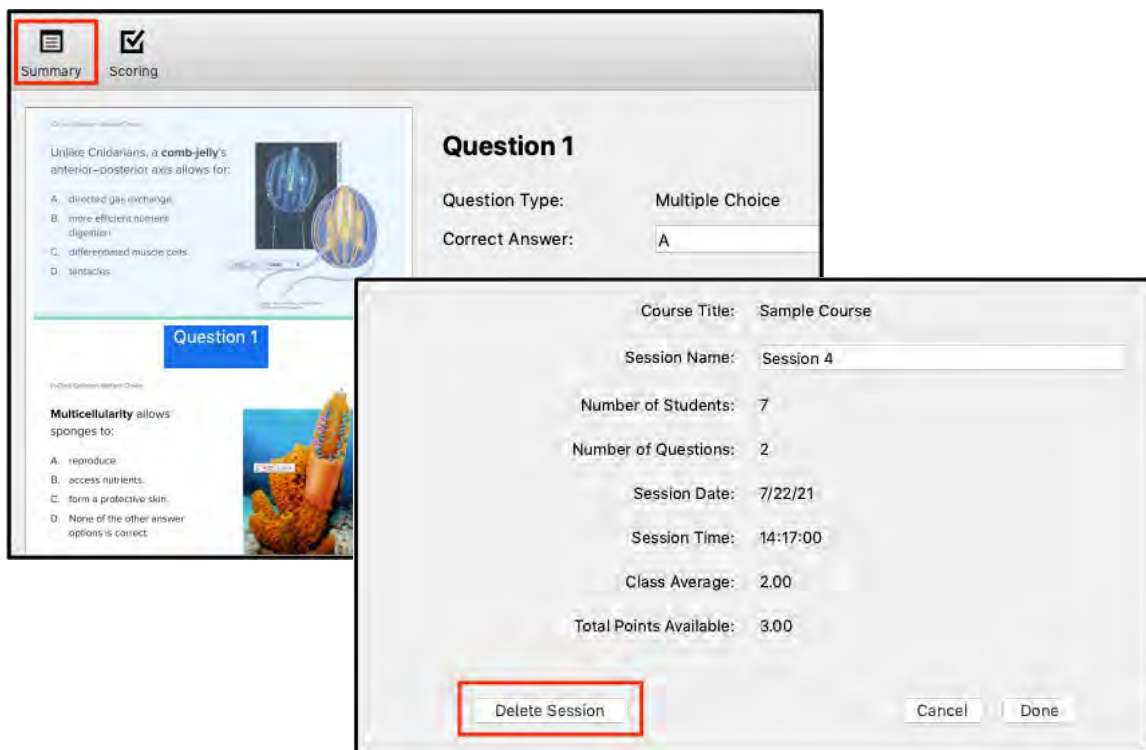 Summary
Scoring
Unlike Cnidarians, a comb-jelly's
anterior–posterior axis allows for:
A. directed gas exchange.
B. more efficient nutrient
digestion
C. differentiated muscle cells.
D. tentacles.
Question 1
Multicellularity allows
sponges to:
A. reproduce.
B. access nutrients.
C. form a protective skin.
D. None of the other answer
options is correct.
Question 1
Question Type: Multiple Choice
Correct Answer: A
Course Title: Sample Course
Session Name: Session 4
Number of Students: 7
Number of Questions: 2
Session Date: 7/22/21
Session Time: 14:17:00
Class Average: 2.00
Total Points Available: 3.00
Delete Session
Cancel
Done